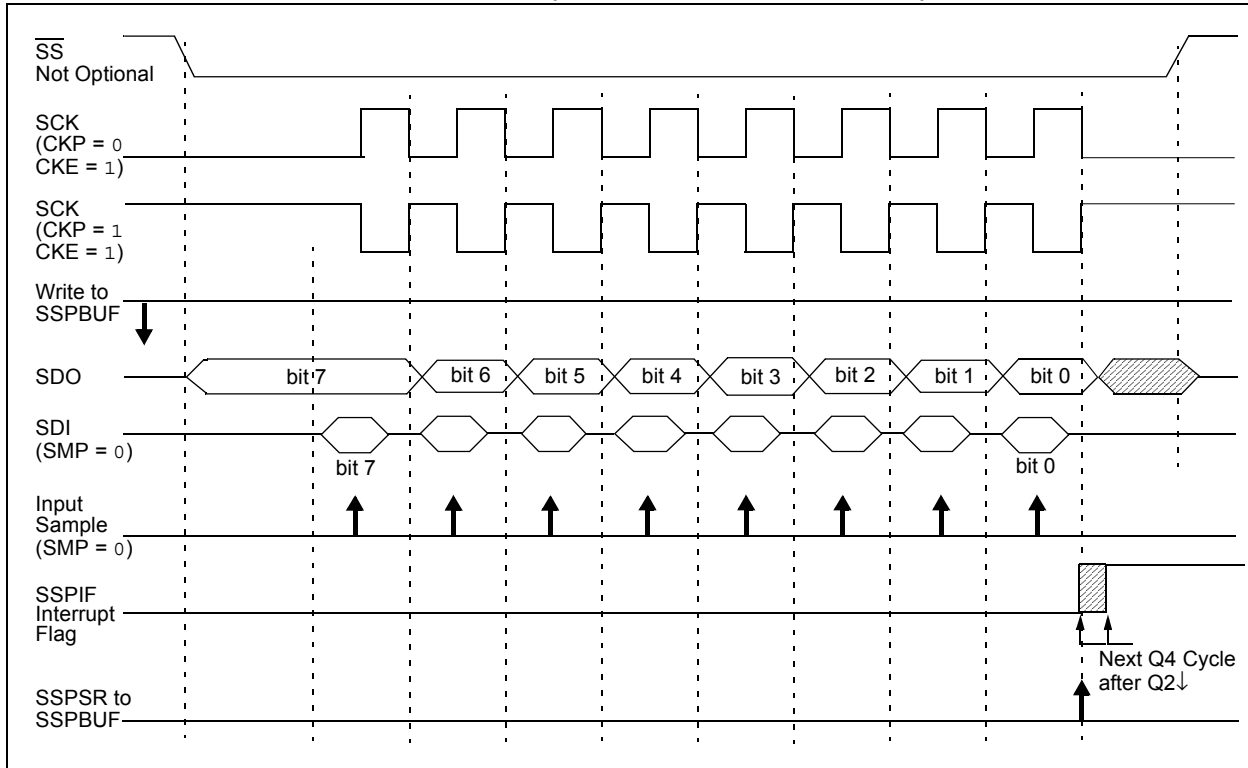 SS
Not Optional
SCK
(CKP = 0
CKE = 1)
SCK
(CKP = 1
CKE = 1)
Write to
SSPBUF
SDO
bit 7 bit 6 bit 5 bit 4 bit 3 bit 2 bit 1 bit 0
SDI
(SMP = 0)
bit 7 bit 0
Input
Sample
(SMP = 0)
SSPIF
Interrupt
Flag
Next Q4 Cycle
after Q2↓
SSPSR to
SSPBUF